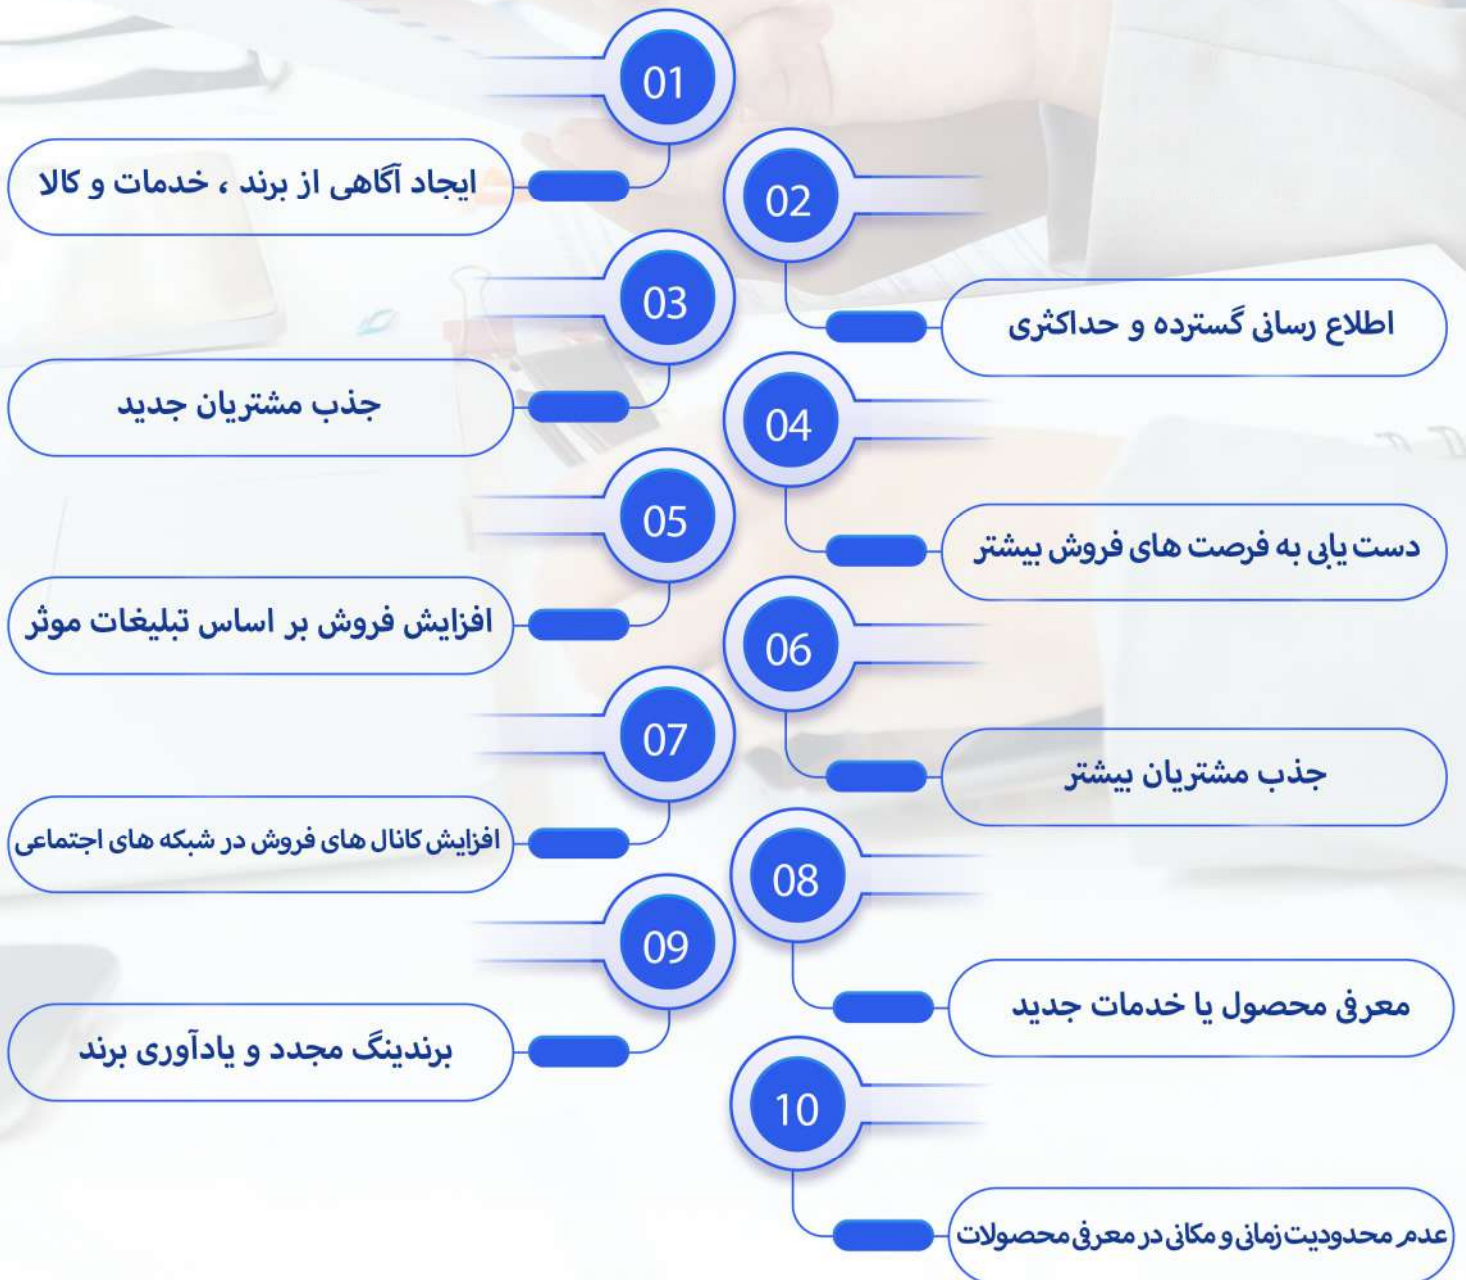 01
ایجاد آگاهی از برند ، خدمات و کالا
02
اطلاع رسانی گسترده و حداکثری
03
جذب مشتریان جدید
04
دست یابی به فرصت های فروش بیشتر
05
افزایش فروش بر اساس تبلیغات موثر
06
جذب مشتریان بیشتر
07
افزایش کانال های فروش در شبکه های اجتماعی
08
معرفی محصول یا خدمات جدید
09
برندینگ مجدد و یادآوری برند
10
عدم محدودیت زمانی و مکانی در معرفی محصولات